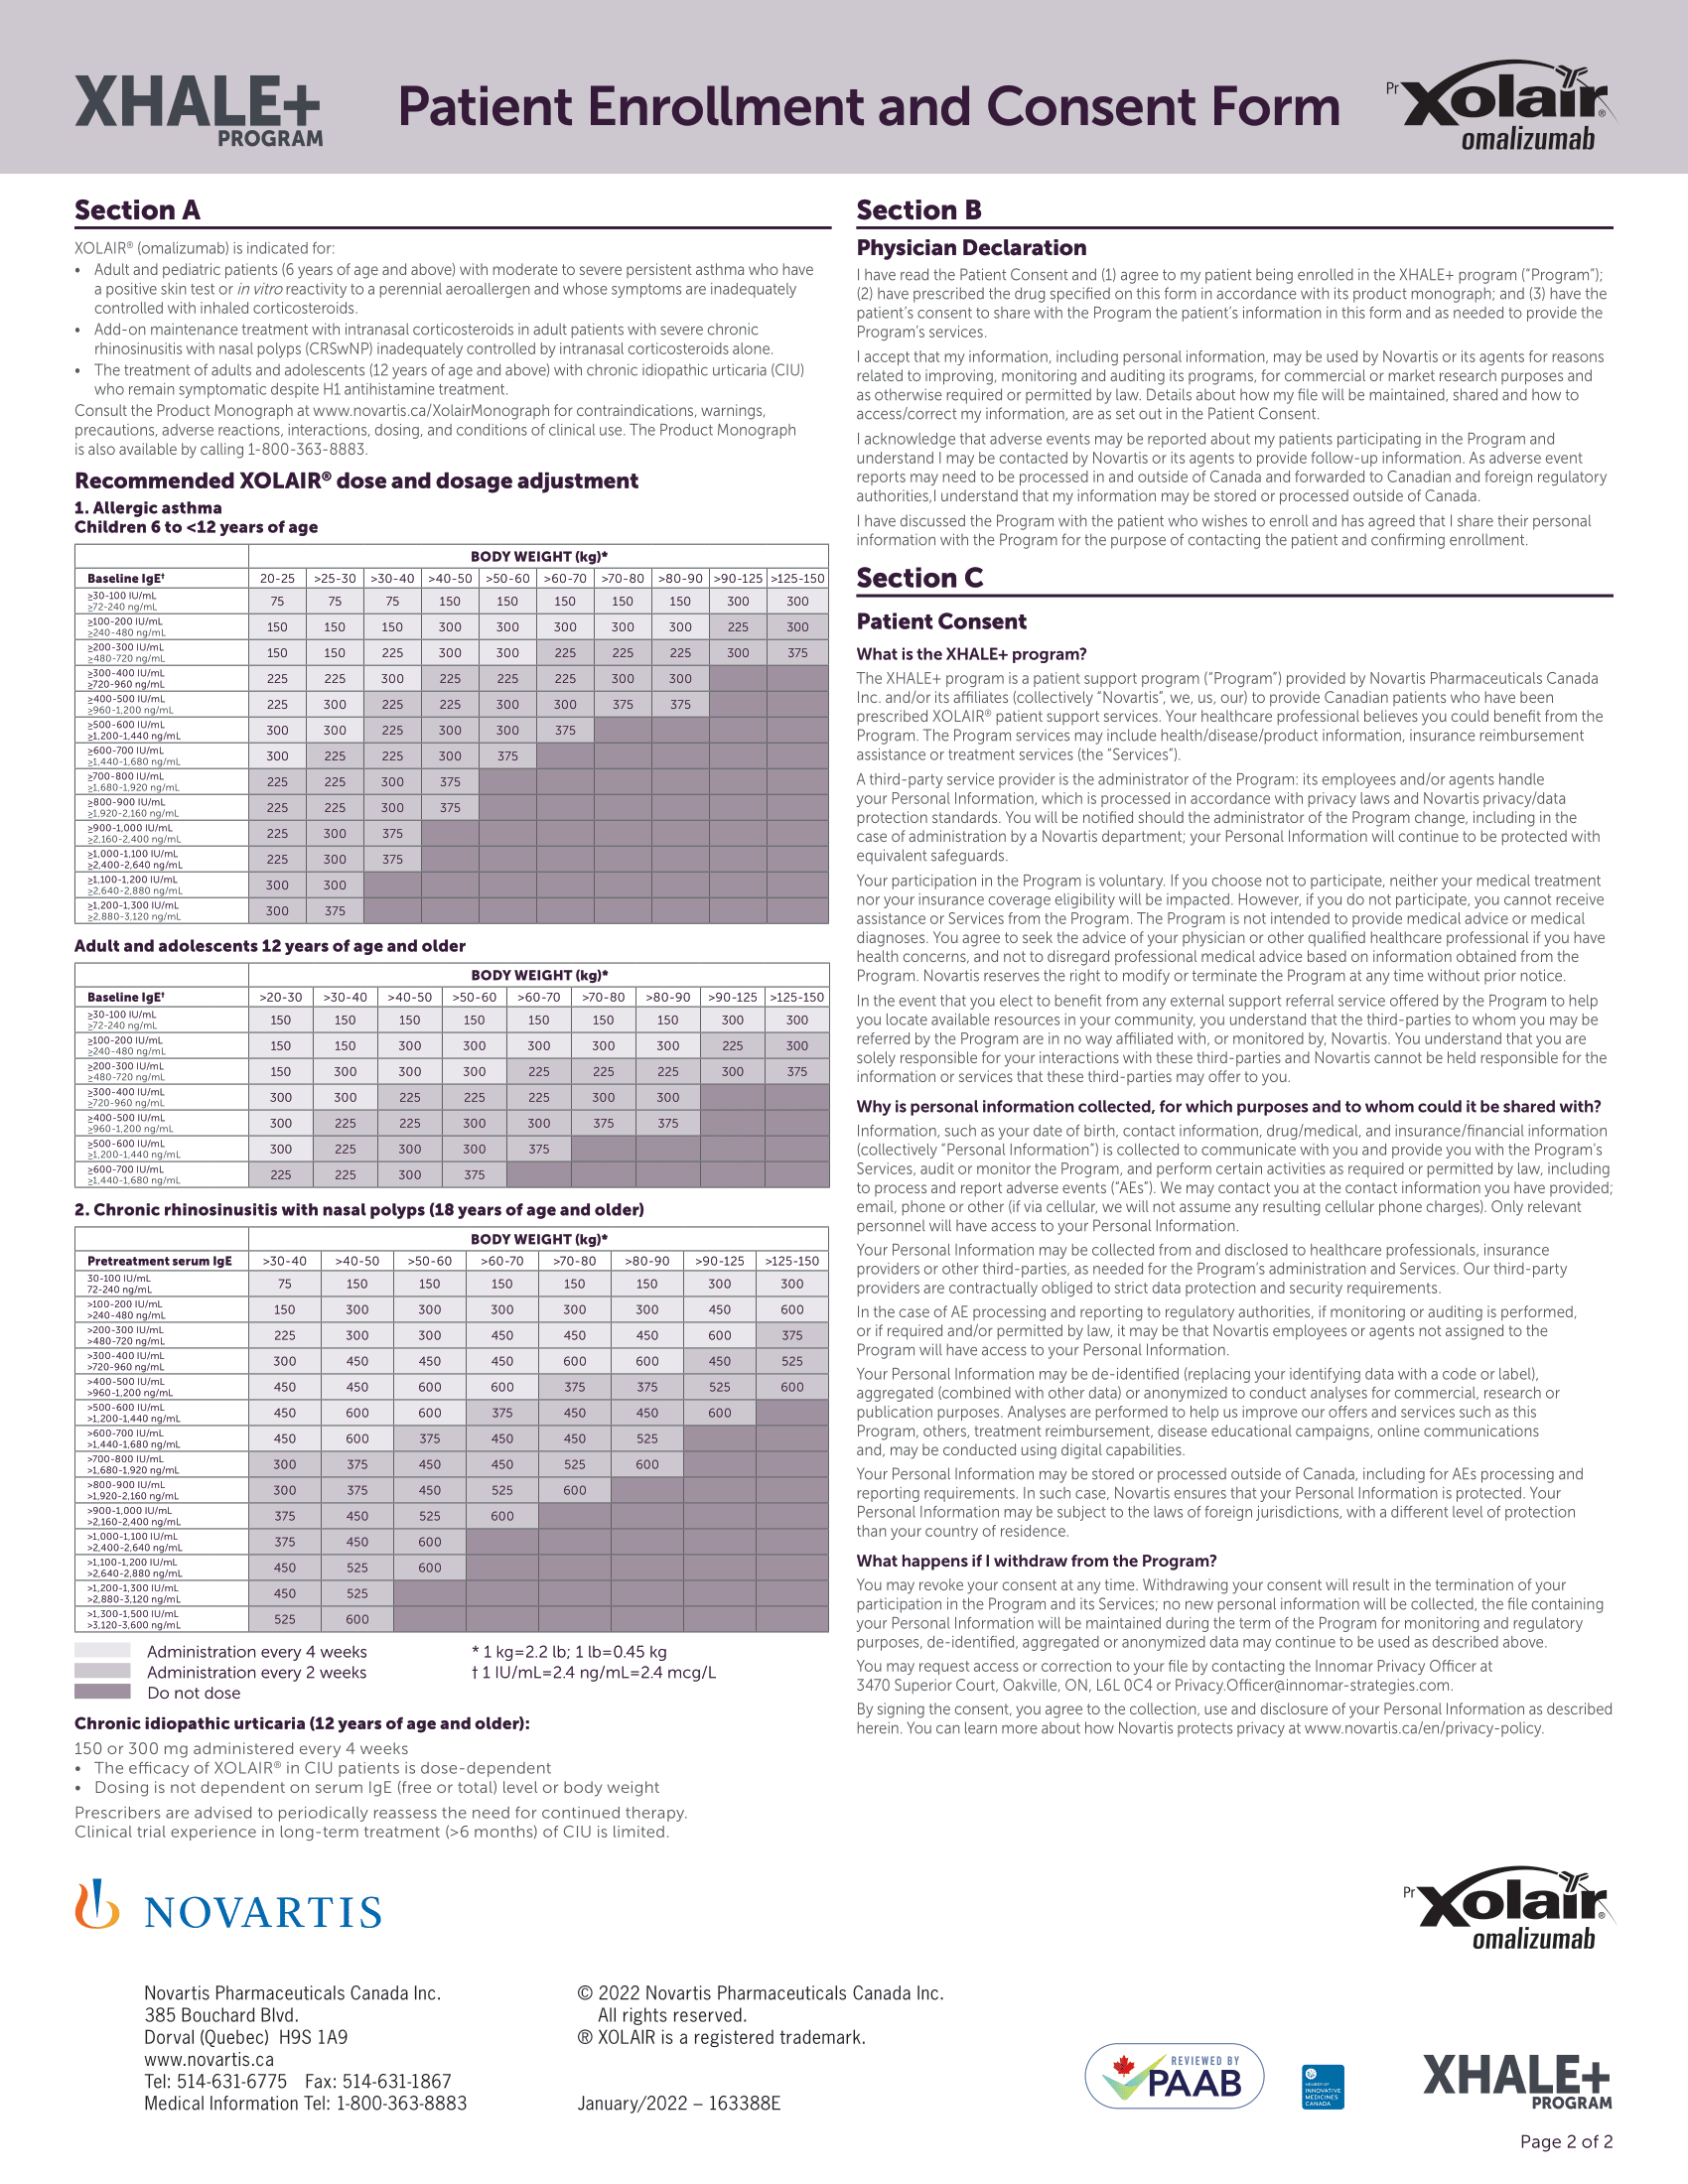 XHALE+
PROGRAM
Patient Enrollment and Consent Form
Pr Xolair®
omalizumab
Section A
XOLAIR® (omalizumab) is indicated for:
• Adult and pediatric patients (6 years of age and above) with moderate to severe persistent asthma who have
a positive skin test or in vitro reactivity to a perennial aeroallergen and whose symptoms are inadequately
controlled with inhaled corticosteroids.
• Add-on maintenance treatment with intranasal corticosteroids in adult patients with severe chronic
rhinosinusitis with nasal polyps (CRSwNP) inadequately controlled by intranasal corticosteroids alone.
• The treatment of adults and adolescents (12 years of age and above) with chronic idiopathic urticaria (CIU)
who remain symptomatic despite H1 antihistamine treatment.
Consult the Product Monograph at www.novartis.ca/XolairMonograph for contraindications, warnings,
precautions, adverse reactions, interactions, dosing, and conditions of clinical use. The Product Monograph
is also available by calling 1-800-363-8883.
Recommended XOLAIR® dose and dosage adjustment
1. Allergic asthma
Children 6 to <12 years of age
BODY WEIGHT (kg)*
Baseline IgE† 20-25 >25-30 >30-40 >40-50 >50-60 >60-70 >70-80 >80-90 >90-125 >125-150
≥30-100 IU/mL
≥72-240 ng/mL
75 75 75 150 150 150 150 150 300 300
≥100-200 IU/mL
≥240-480 ng/mL
150 150 150 300 300 300 300 300 225 300
≥200-300 IU/mL
≥480-720 ng/mL
150 150 225 300 300 225 225 225 300 375
≥300-400 IU/mL
≥720-960 ng/mL
225 225 300 225 225 225 300 300
≥400-500 IU/mL
≥960-1,200 ng/mL
225 300 225 225 300 300 375 375
≥500-600 IU/mL
≥1,200-1,440 ng/mL
300 300 225 300 300 375
≥600-700 IU/mL
≥1,440-1,680 ng/mL
300 225 225 300 375
≥700-800 IU/mL
≥1,680-1,920 ng/mL
225 225 300 375
≥800-900 IU/mL
≥1,920-2,160 ng/mL
225 225 300 375
≥900-1,000 IU/mL
≥2,160-2,400 ng/mL
225 300 375
≥1,000-1,100 IU/mL
≥2,400-2,640 ng/mL
225 300 375
≥1,100-1,200 IU/mL
≥2,640-2,880 ng/mL
300 300
≥1,200-1,300 IU/mL
≥2,880-3,120 ng/mL
300 375
Adult and adolescents 12 years of age and older
BODY WEIGHT (kg)*
Baseline IgE† >20-30 >30-40 >40-50 >50-60 >60-70 >70-80 >80-90 >90-125 >125-150
≥30-100 IU/mL
≥72-240 ng/mL
150 150 150 150 150 150 150 300 300
≥100-200 IU/mL
≥240-480 ng/mL
150 150 300 300 300 300 300 225 300
≥200-300 IU/mL
≥480-720 ng/mL
150 300 300 300 225 225 225 300 375
≥300-400 IU/mL
≥720-960 ng/mL
300 300 225 225 225 300 300
≥400-500 IU/mL
≥960-1,200 ng/mL
300 225 225 300 300 375 375
≥500-600 IU/mL
≥1,200-1,440 ng/mL
300 225 300 300 375
≥600-700 IU/mL
≥1,440-1,680 ng/mL
225 225 300 375
2. Chronic rhinosinusitis with nasal polyps (18 years of age and older)
BODY WEIGHT (kg)*
Pretreatment serum IgE >30-40 >40-50 >50-60 >60-70 >70-80 >80-90 >90-125 >125-150
30-100 IU/mL
72-240 ng/mL
75 150 150 150 150 150 300 300
>100-200 IU/mL
>240-480 ng/mL
150 300 300 300 300 300 450 600
>200-300 IU/mL
>480-720 ng/mL
225 300 300 450 450 450 600 375
>300-400 IU/mL
>720-960 ng/mL
300 450 450 450 600 600 450 525
>400-500 IU/mL
>960-1,200 ng/mL
450 450 600 600 375 375 525 600
>500-600 IU/mL
>1,200-1,440 ng/mL
450 600 600 375 450 450 600
>600-700 IU/mL
>1,440-1,680 ng/mL
450 600 375 450 450 525
>700-800 IU/mL
>1,680-1,920 ng/mL
300 375 450 450 525 600
>800-900 IU/mL
>1,920-2,160 ng/mL
300 375 450 525 600
>900-1,000 IU/mL
>2,160-2,400 ng/mL
375 450 525 600
>1,000-1,100 IU/mL
>2,400-2,640 ng/mL
375 450 600
>1,100-1,200 IU/mL
>2,640-2,880 ng/mL
450 525 600
>1,200-1,300 IU/mL
>2,880-3,120 ng/mL
450 525
>1,300-1,500 IU/mL
>3,120-3,600 ng/mL
525 600
Administration every 4 weeks * 1 kg=2.2 lb; 1 lb=0.45 kg
Administration every 2 weeks † 1 IU/mL=2.4 ng/mL=2.4 mcg/L
Do not dose
Chronic idiopathic urticaria (12 years of age and older):
150 or 300 mg administered every 4 weeks
• The efficacy of XOLAIR® in CIU patients is dose-dependent
• Dosing is not dependent on serum IgE (free or total) level or body weight
Prescribers are advised to periodically reassess the need for continued therapy.
Clinical trial experience in long-term treatment (>6 months) of CIU is limited.
Section B
Physician Declaration
I have read the Patient Consent and (1) agree to my patient being enrolled in the XHALE+ program (“Program”);
(2) have prescribed the drug specified on this form in accordance with its product monograph; and (3) have the
patient’s consent to share with the Program the patient’s information in this form and as needed to provide the
Program’s services.
I accept that my information, including personal information, may be used by Novartis or its agents for reasons
related to improving, monitoring and auditing its programs, for commercial or market research purposes and
as otherwise required or permitted by law. Details about how my file will be maintained, shared and how to
access/correct my information, are as set out in the Patient Consent.
I acknowledge that adverse events may be reported about my patients participating in the Program and
understand I may be contacted by Novartis or its agents to provide follow-up information. As adverse event
reports may need to be processed in and outside of Canada and forwarded to Canadian and foreign regulatory
authorities,I understand that my information may be stored or processed outside of Canada.
I have discussed the Program with the patient who wishes to enroll and has agreed that I share their personal
information with the Program for the purpose of contacting the patient and confirming enrollment.
Section C
Patient Consent
What is the XHALE+ program?
The XHALE+ program is a patient support program (“Program”) provided by Novartis Pharmaceuticals Canada
Inc. and/or its affiliates (collectively “Novartis”, we, us, our) to provide Canadian patients who have been
prescribed XOLAIR® patient support services. Your healthcare professional believes you could benefit from the
Program. The Program services may include health/disease/product information, insurance reimbursement
assistance or treatment services (the “Services”).
A third-party service provider is the administrator of the Program: its employees and/or agents handle
your Personal Information, which is processed in accordance with privacy laws and Novartis privacy/data
protection standards. You will be notified should the administrator of the Program change, including in the
case of administration by a Novartis department; your Personal Information will continue to be protected with
equivalent safeguards.
Your participation in the Program is voluntary. If you choose not to participate, neither your medical treatment
nor your insurance coverage eligibility will be impacted. However, if you do not participate, you cannot receive
assistance or Services from the Program. The Program is not intended to provide medical advice or medical
diagnoses. You agree to seek the advice of your physician or other qualified healthcare professional if you have
health concerns, and not to disregard professional medical advice based on information obtained from the
Program. Novartis reserves the right to modify or terminate the Program at any time without prior notice.
In the event that you elect to benefit from any external support referral service offered by the Program to help
you locate available resources in your community, you understand that the third-parties to whom you may be
referred by the Program are in no way affiliated with, or monitored by, Novartis. You understand that you are
solely responsible for your interactions with these third-parties and Novartis cannot be held responsible for the
information or services that these third-parties may offer to you.
Why is personal information collected, for which purposes and to whom could it be shared with?
Information, such as your date of birth, contact information, drug/medical, and insurance/financial information
(collectively “Personal Information”) is collected to communicate with you and provide you with the Program’s
Services, audit or monitor the Program, and perform certain activities as required or permitted by law, including
to process and report adverse events (“AEs”). We may contact you at the contact information you have provided;
email, phone or other (if via cellular, we will not assume any resulting cellular phone charges). Only relevant
personnel will have access to your Personal Information.
Your Personal Information may be collected from and disclosed to healthcare professionals, insurance
providers or other third-parties, as needed for the Program’s administration and Services. Our third-party
providers are contractually obliged to strict data protection and security requirements.
In the case of AE processing and reporting to regulatory authorities, if monitoring or auditing is performed,
or if required and/or permitted by law, it may be that Novartis employees or agents not assigned to the
Program will have access to your Personal Information.
Your Personal Information may be de-identified (replacing your identifying data with a code or label),
aggregated (combined with other data) or anonymized to conduct analyses for commercial, research or
publication purposes. Analyses are performed to help us improve our offers and services such as this
Program, others, treatment reimbursement, disease educational campaigns, online communications
and, may be conducted using digital capabilities.
Your Personal Information may be stored or processed outside of Canada, including for AEs processing and
reporting requirements. In such case, Novartis ensures that your Personal Information is protected. Your
Personal Information may be subject to the laws of foreign jurisdictions, with a different level of protection
than your country of residence.
What happens if I withdraw from the Program?
You may revoke your consent at any time. Withdrawing your consent will result in the termination of your
participation in the Program and its Services; no new personal information will be collected, the file containing
your Personal Information will be maintained during the term of the Program for monitoring and regulatory
purposes, de-identified, aggregated or anonymized data may continue to be used as described above.
You may request access or correction to your file by contacting the Innomar Privacy Officer at
3470 Superior Court, Oakville, ON, L6L 0C4 or Privacy.Officer@innomar-strategies.com.
By signing the consent, you agree to the collection, use and disclosure of your Personal Information as described
herein. You can learn more about how Novartis protects privacy at www.novartis.ca/en/privacy-policy.
NOVARTIS
Pr Xolair®
omalizumab
Novartis Pharmaceuticals Canada Inc.
385 Bouchard Blvd.
Dorval (Quebec) H9S 1A9
www.novartis.ca
Tel: 514-631-6775 Fax: 514-631-1867
Medical Information Tel: 1-800-363-8883
© 2022 Novartis Pharmaceuticals Canada Inc.
All rights reserved.
® XOLAIR is a registered trademark.
January/2022 – 163388E
REVIEWED BY
PAAB
MEMBER OF
INNOVATIVE
MEDICINES
CANADA
XHALE+
PROGRAM
Page 2 of 2